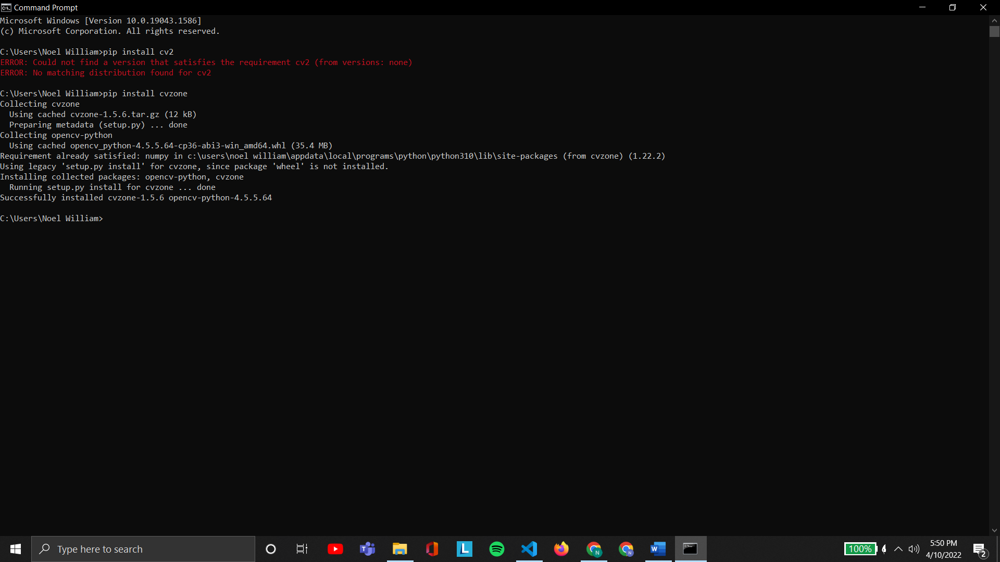 Command Prompt
Microsoft Windows [Version 10.0.19043.1586]
(c) Microsoft Corporation. All rights reserved.
C:\Users\Noel William>pip install cv2
ERROR: Could not find a version that satisfies the requirement cv2 (from versions: none)
ERROR: No matching distribution found for cv2
C:\Users\Noel William>pip install cvzone
Collecting cvzone
  Using cached cvzone-1.5.6.tar.gz (12 kB)
  Preparing metadata (setup.py) ... done
Collecting opencv-python
  Using cached opencv_python-4.5.5.64-cp36-abi3-win_amd64.whl (35.4 MB)
Requirement already satisfied: numpy in c:\users\noel william\appdata\local\programs\python\python310\lib\site-packages (from cvzone) (1.22.2)
Using legacy 'setup.py install' for cvzone, since package 'wheel' is not installed.
Installing collected packages: opencv-python, cvzone
  Running setup.py install for cvzone ... done
Successfully installed cvzone-1.5.6 opencv-python-4.5.5.64
C:\Users\Noel William>
Type here to search
100%
5:50 PM
4/10/2022
2